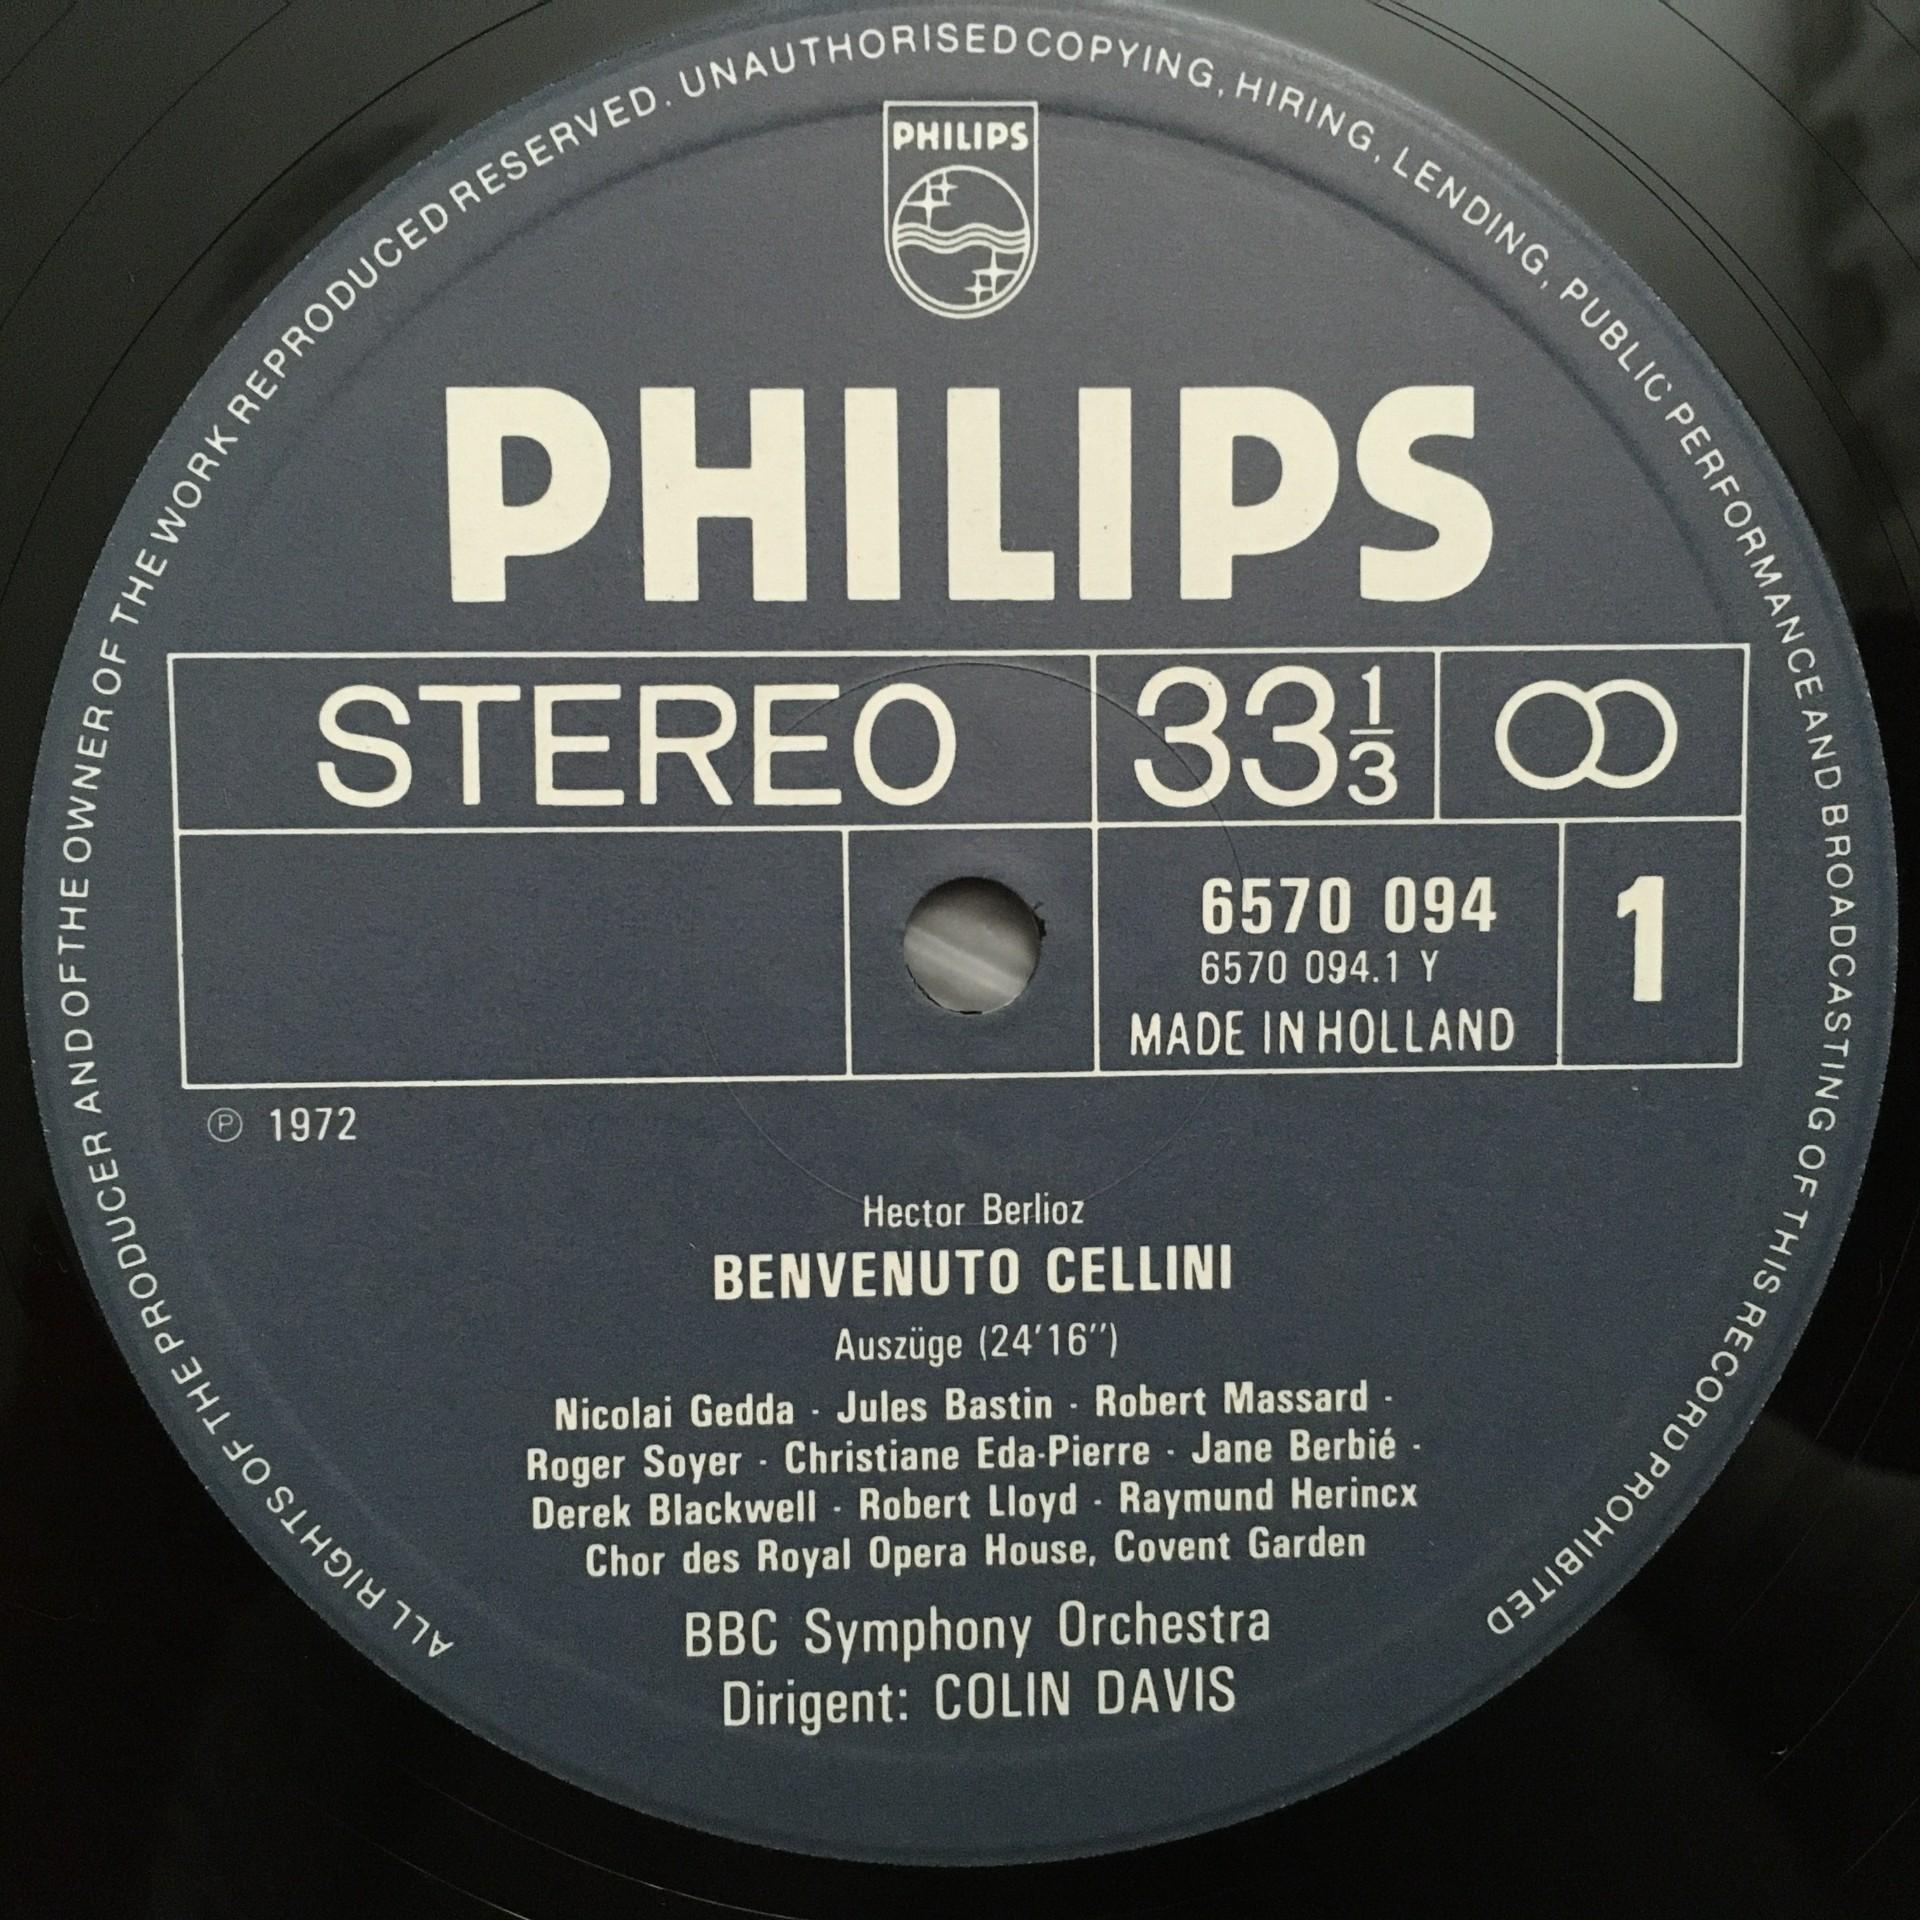 ALL RIGHTS OF THE PRODUCER AND OF THE OWNER OF THE WORK REPRODUCED RESERVED. UNAUTHORISED COPYING, HIRING, LENDING, PUBLIC PERFORMANCE AND BROADCASTING OF THIS RECORD PROHIBITED
PHILIPS
PHILIPS
STEREO 33 1/3
6570 094 1
6570 094.1 Y
MADE IN HOLLAND
℗ 1972
Hector Berlioz
BENVENUTO CELLINI
Auszüge (24'16'')
Nicolai Gedda · Jules Bastin · Robert Massard ·
Roger Soyer · Christiane Eda-Pierre · Jane Berbié ·
Derek Blackwell · Robert Lloyd · Raymund Herincx
Chor des Royal Opera House, Covent Garden
BBC Symphony Orchestra
Dirigent: COLIN DAVIS